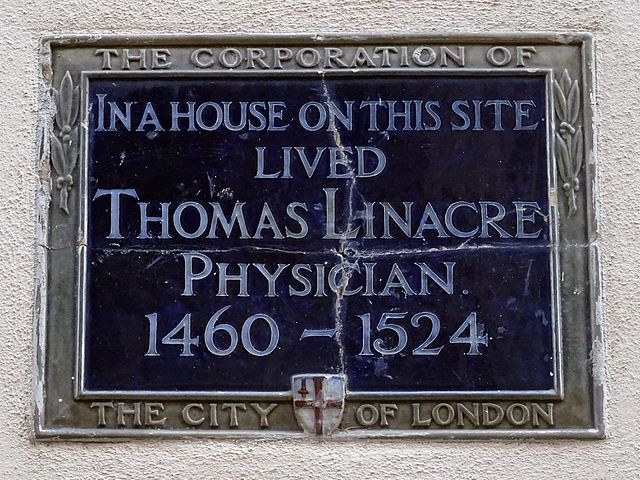 THE CORPORATION OF
IN A HOUSE ON THIS SITE
LIVED
THOMAS LINACRE
PHYSICIAN.
1460 – 1524
THE CITY OF LONDON